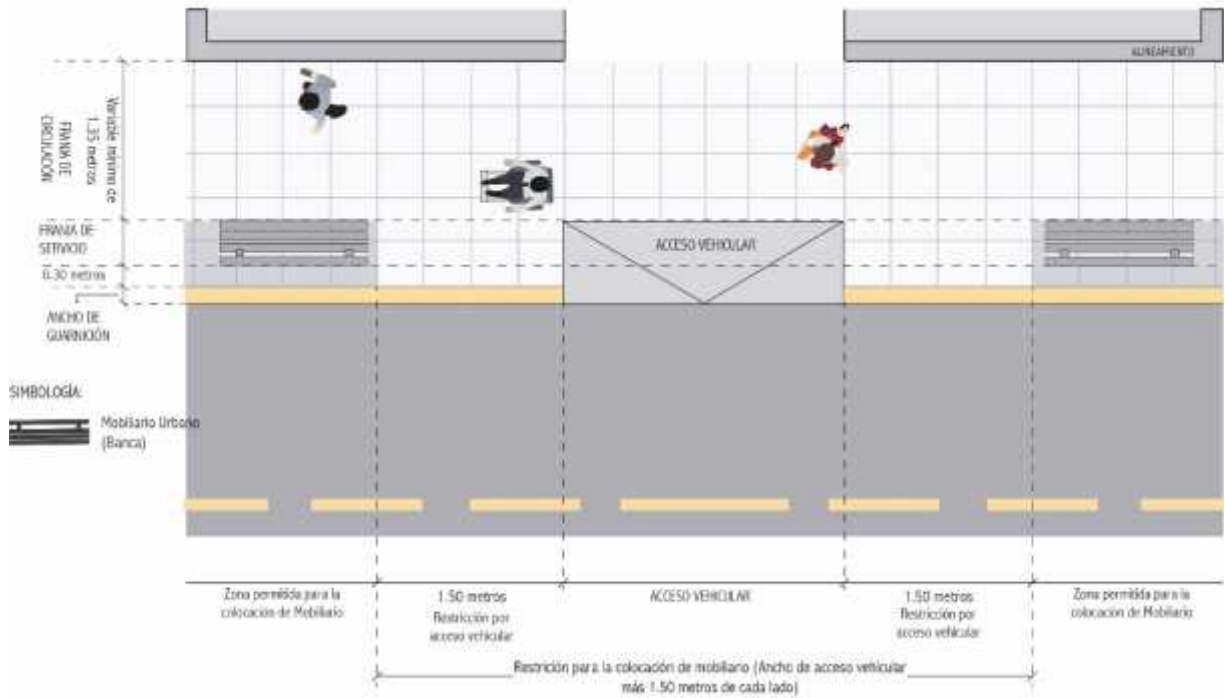 ALINEAMIENTO
Variable mínimo de
1.35 metros
FRANJA DE
CIRCULACIÓN
FRANJA DE
SERVICIO
0.30 metros
ANCHO DE
GUARNICIÓN
ACCESO VEHICULAR
SIMBOLOGÍA:
Mobiliario Urbano
(Banca)
Zona permitida para la
colocación de Mobiliario
1.50 metros
Restricción por
acceso vehicular
ACCESO VEHICULAR
1.50 metros
Restricción por
acceso vehicular
Zona permitida para la
colocación de Mobiliario
Restrición para la colocación de mobiliario (Ancho de acceso vehicular
más 1.50 metros de cada lado)